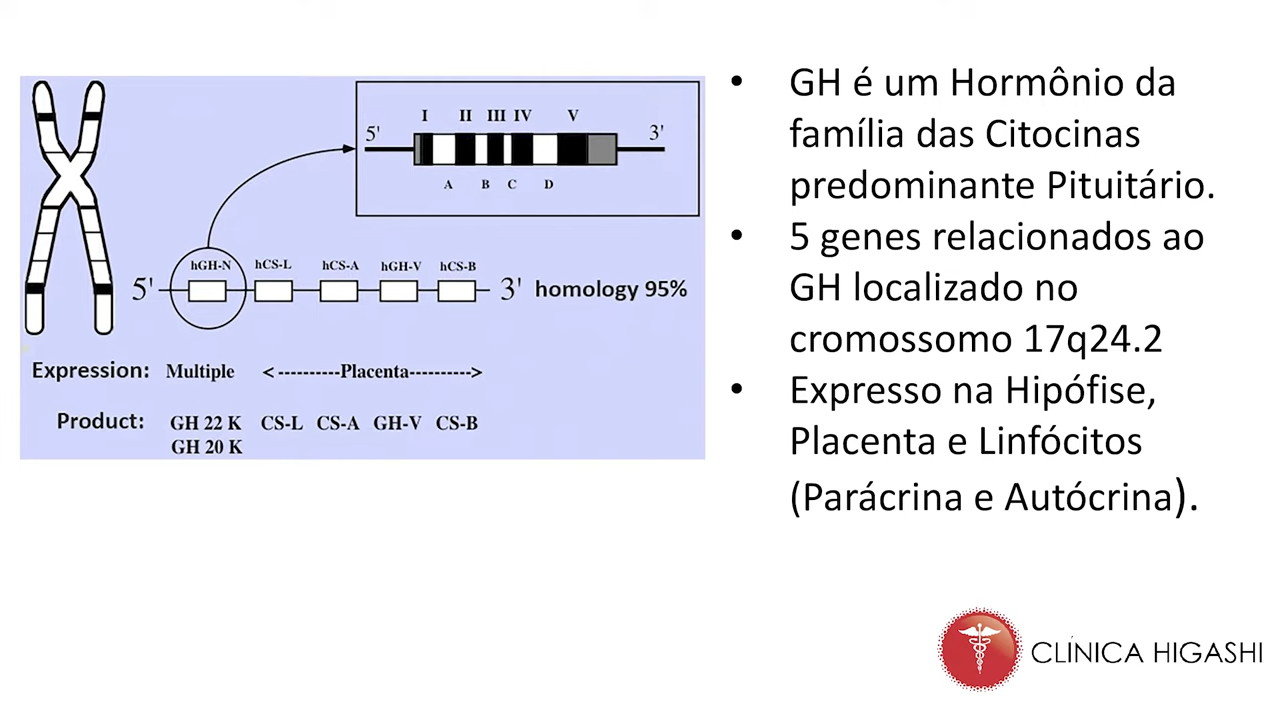 I II III IV V
5' 3'
A B C D
hGH-N hCS-L hCS-A hGH-V hCS-B
5' 3' homology 95%
Expression: Multiple <----------Placenta---------->
Product: GH 22 K CS-L CS-A GH-V CS-B
GH 20 K
• GH é um Hormônio da
família das Citocinas
predominante Pituitário.
• 5 genes relacionados ao
GH localizado no
cromossomo 17q24.2
• Expresso na Hipófise,
Placenta e Linfócitos
(Parácrina e Autócrina).
CLÍNICA HIGASHI